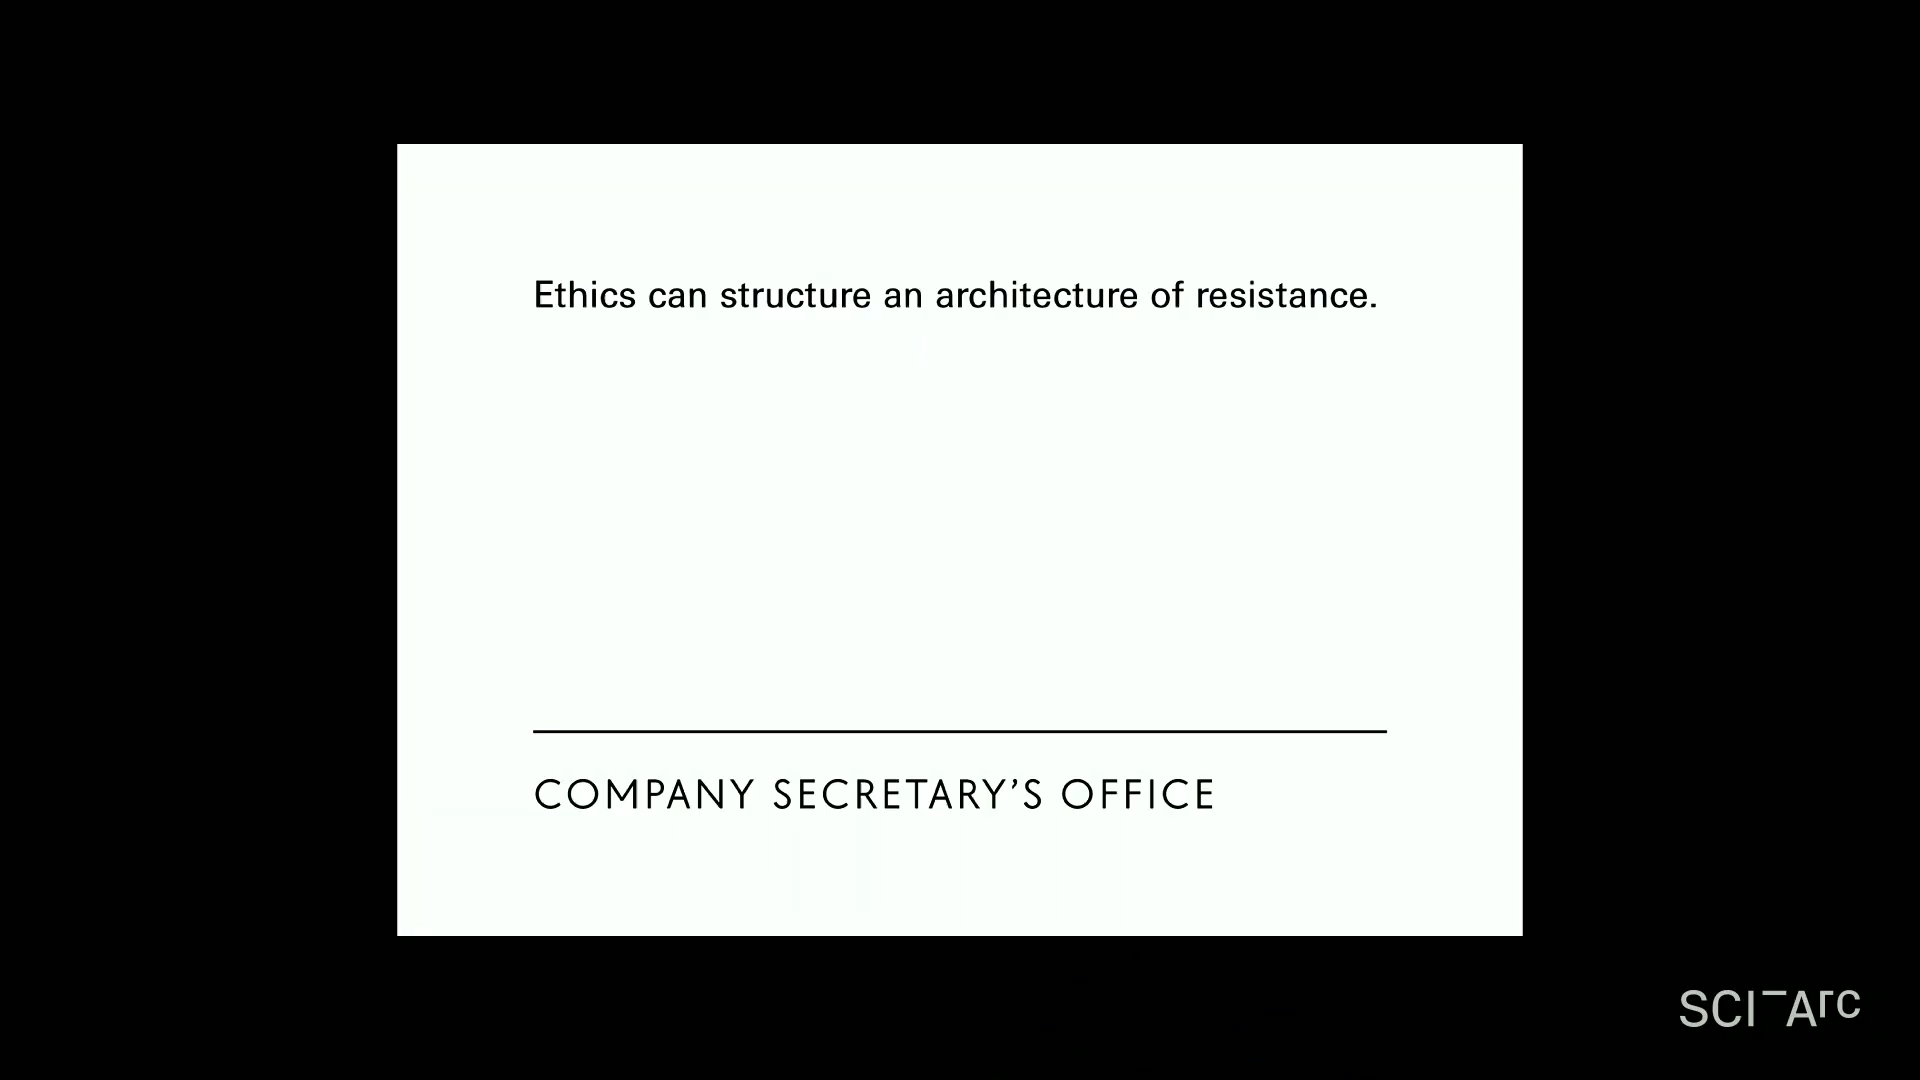 Ethics can structure an architecture of resistance.
COMPANY SECRETARY’S OFFICE
SCI-Arc